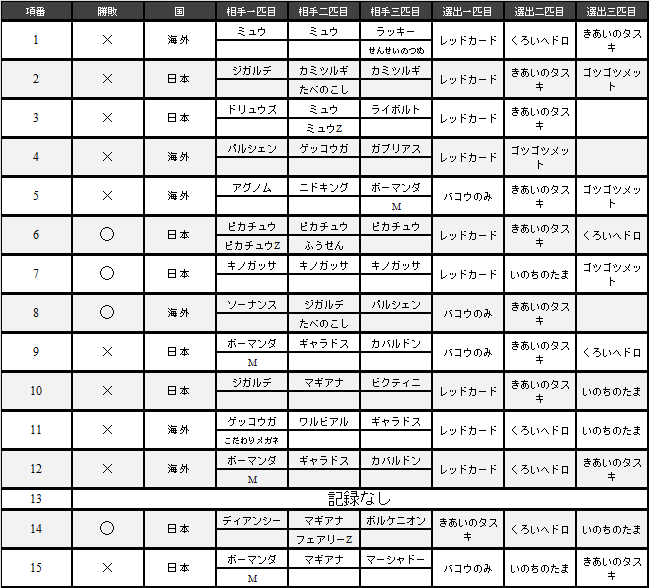 項番 勝敗 国 相手一匹目 相手二匹目 相手三匹目 選出一匹目 選出二匹目 選出三匹目
1 × 海外 ミュウ ミュウ ラッキー せんせいのつめ レッドカード くろいヘドロ きあいのタスキ
2 × 日本 ジガルデ カミツルギ たべのこし カミツルギ レッドカード きあいのタスキ ゴツゴツメット
3 × 日本 ドリュウズ ミュウ ミュウZ ライボルト レッドカード きあいのタスキ
4 × 海外 パルシェン ゲッコウガ ガブリアス レッドカード ゴツゴツメット
5 × 海外 アグノム ニドキング ボーマンダ M バコウのみ きあいのタスキ ゴツゴツメット
6 ○ 日本 ピカチュウ ピカチュウZ ピカチュウ ふうせん ピカチュウ レッドカード きあいのタスキ くろいヘドロ
7 ○ 日本 キノガッサ キノガッサ キノガッサ レッドカード いのちのたま ゴツゴツメット
8 ○ 海外 ソーナンス ジガルデ たべのこし パルシェン バコウのみ きあいのタスキ
9 × 日本 ボーマンダ M ギャラドス カバルドン バコウのみ きあいのタスキ くろいヘドロ
10 × 日本 ジガルデ マギアナ ビクティニ レッドカード きあいのタスキ いのちのたま
11 × 海外 ゲッコウガ こだわりメガネ ワルビアル ギャラドス レッドカード くろいヘドロ いのちのたま
12 × 海外 ボーマンダ M ギャラドス カバルドン レッドカード くろいヘドロ きあいのタスキ
13 記録なし
14 ○ 日本 ディアンシー マギアナ フェアリーZ ボルケニオン きあいのタスキ くろいヘドロ いのちのたま
15 × 日本 ボーマンダ M マギアナ マーシャドー バコウのみ いのちのたま きあいのタスキ